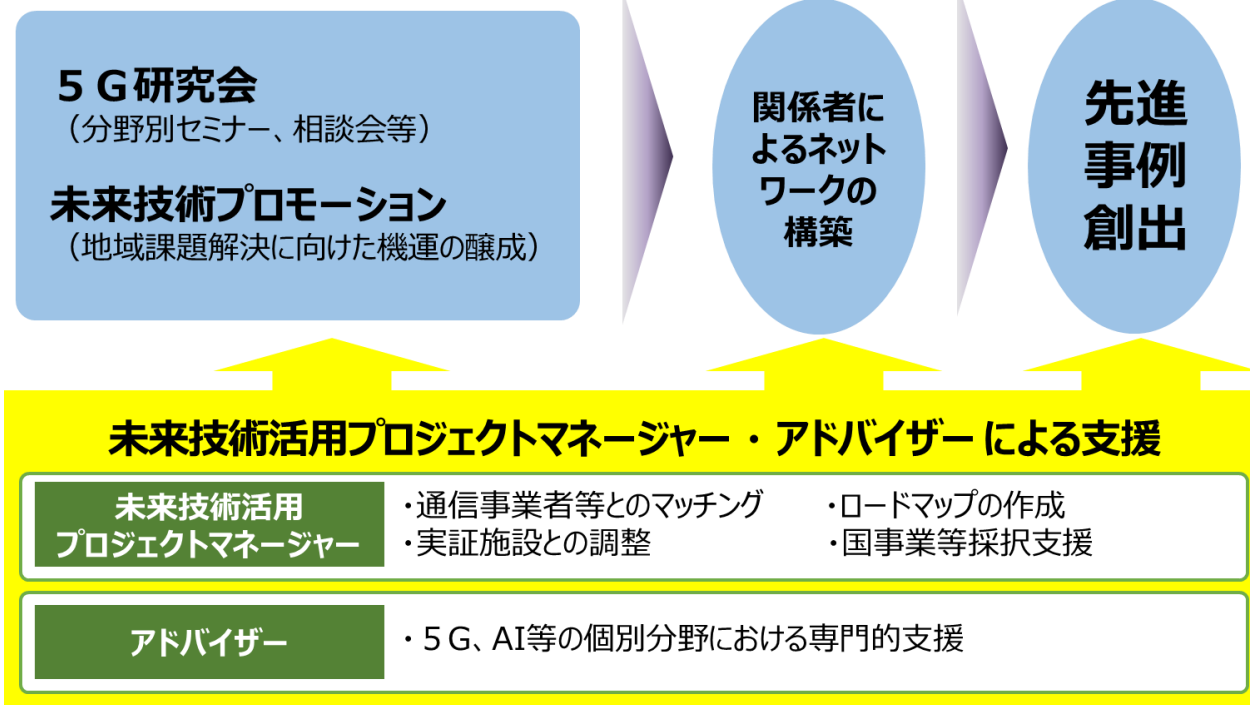 ５Ｇ研究会
（分野別セミナー、相談会等）
未来技術プロモーション
（地域課題解決に向けた機運の醸成）
関係者に
よるネット
ワークの
構築
先進
事例
創出
未来技術活用プロジェクトマネージャー・アドバイザーによる支援
未来技術活用
プロジェクトマネージャー
・通信事業者等とのマッチング
・実証施設との調整
・ロードマップの作成
・国事業等採択支援
アドバイザー
・５Ｇ、AI等の個別分野における専門的支援